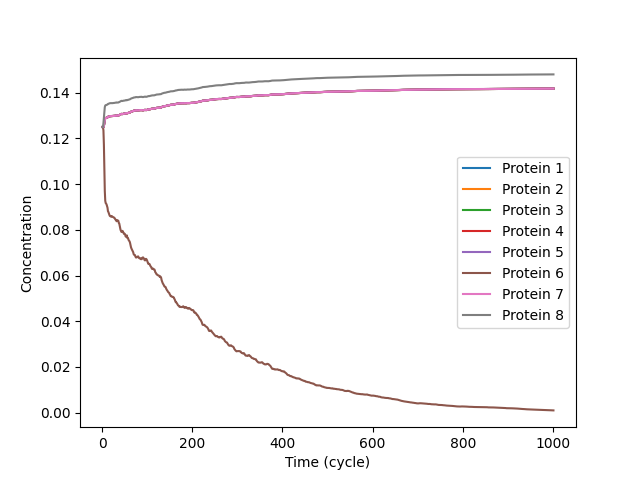 0.14
0.12
0.10
0.08
0.06
0.04
0.02
0.00
Concentration
Protein 1
Protein 2
Protein 3
Protein 4
Protein 5
Protein 6
Protein 7
Protein 8
0 200 400 600 800 1000
Time (cycle)